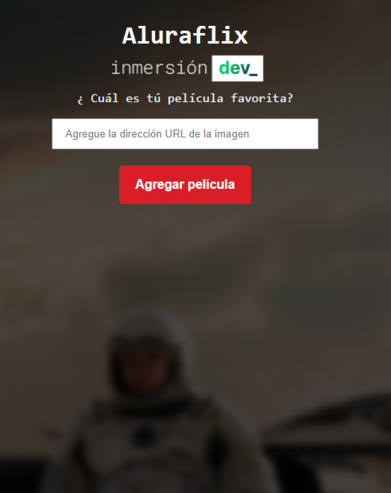 Aluraflix
inmersión dev_
¿ Cuál es tú película favorita?
Agregue la dirección URL de la imagen
Agregar película